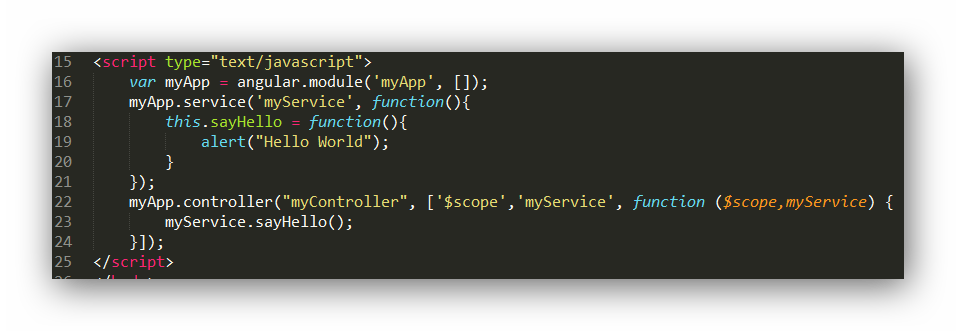 15 <script type="text/javascript">
16     var myApp = angular.module('myApp', []);
17     myApp.service('myService', function(){
18         this.sayHello = function(){
19             alert("Hello World");
20         }
21     });
22     myApp.controller("myController", ['$scope','myService', function ($scope,myService) {
23         myService.sayHello();
24     }]);
25 </script>